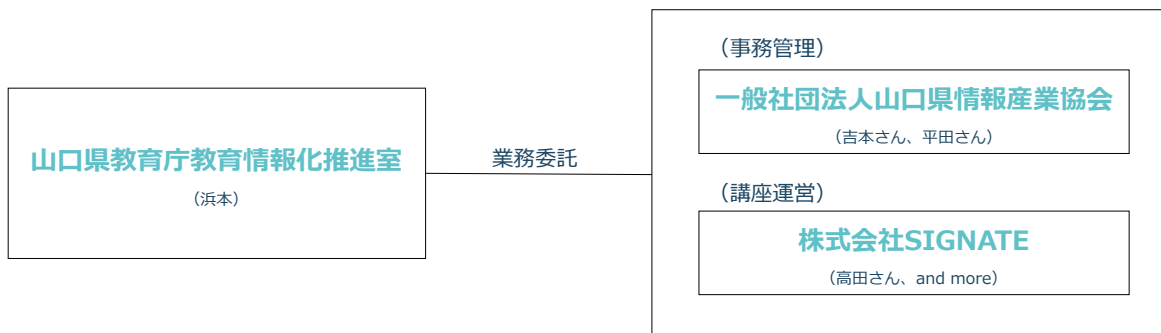 山口県教育庁教育情報化推進室
（浜本）
業務委託
（事務管理）
一般社団法人山口県情報産業協会
（吉本さん、平田さん）
（講座運営）
株式会社SIGNATE
（高田さん、and more）